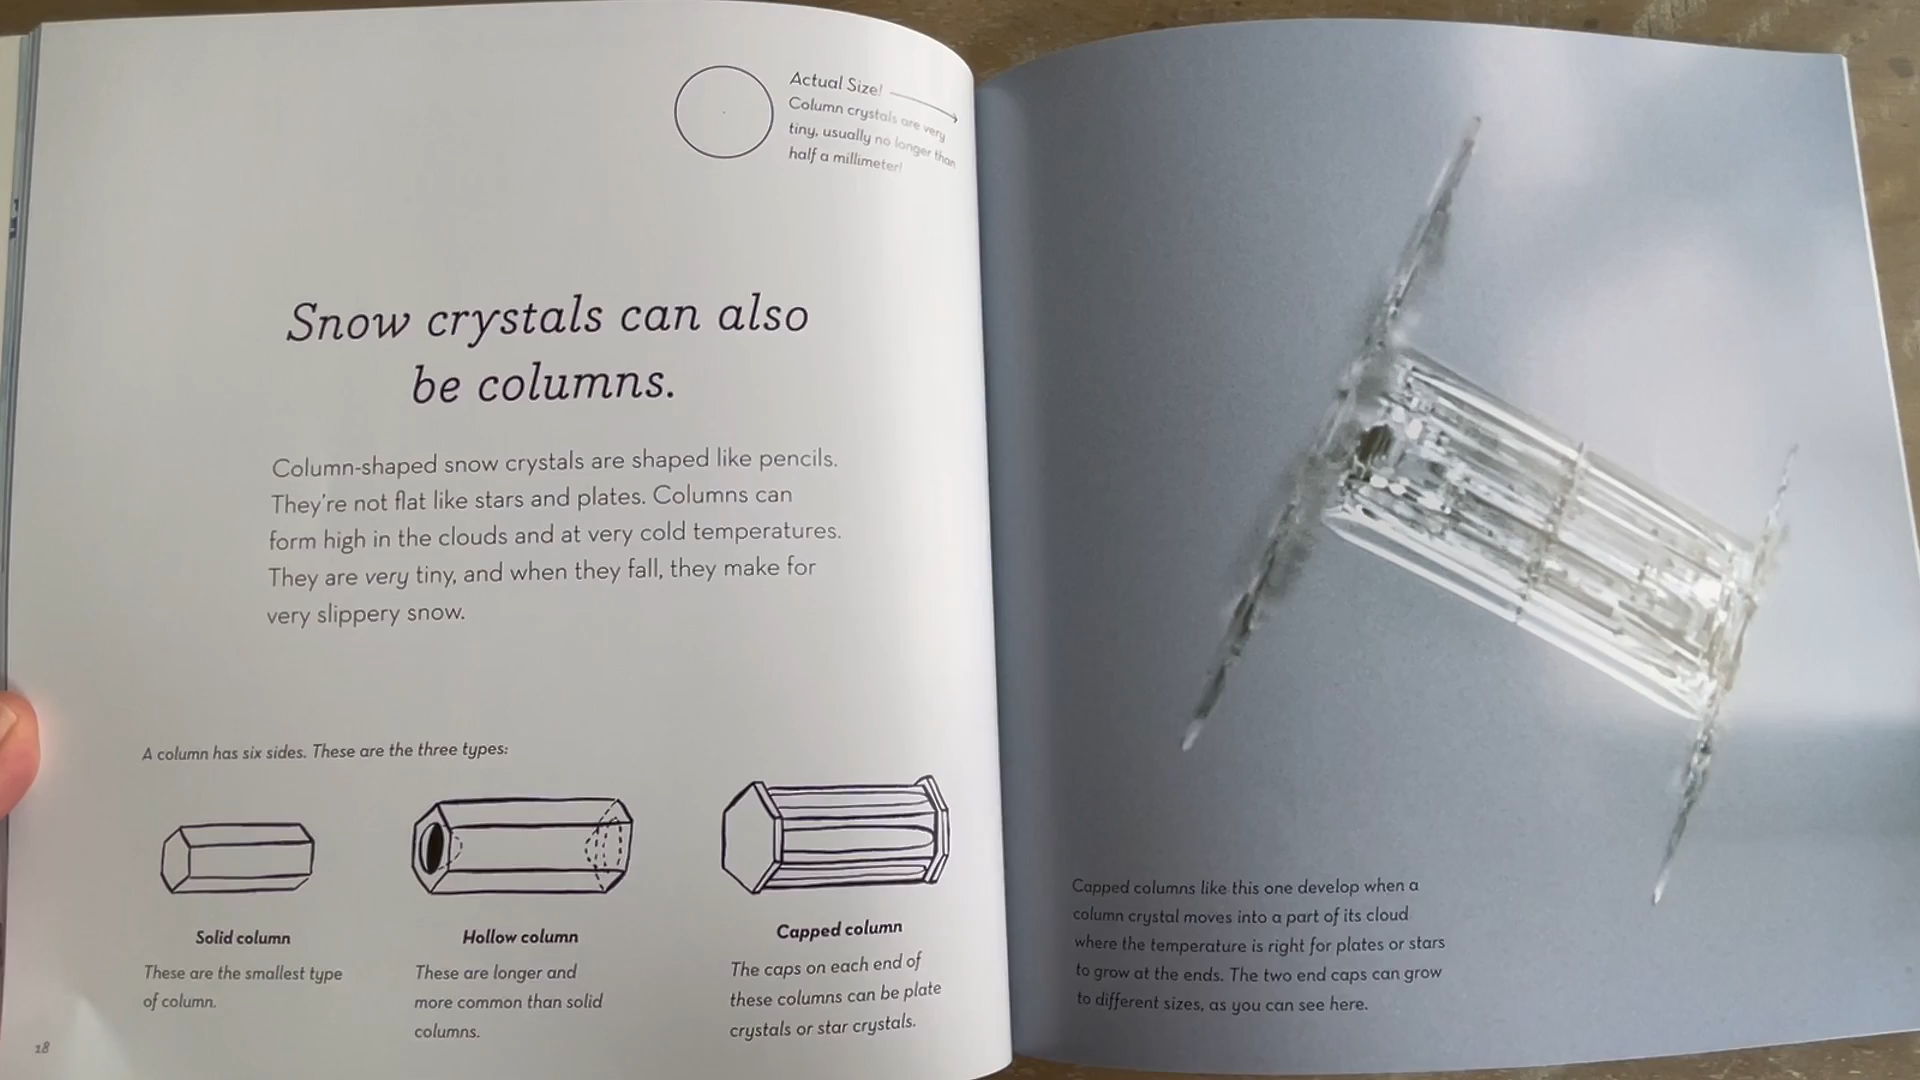 Actual Size!
Column crystals are very
tiny, usually no longer than
half a millimeter!
Snow crystals can also
be columns.
Column-shaped snow crystals are shaped like pencils.
They're not flat like stars and plates. Columns can
form high in the clouds and at very cold temperatures.
They are very tiny, and when they fall, they make for
very slippery snow.
A column has six sides. These are the three types:
Solid column
These are the smallest type
of column.
Hollow column
These are longer and
more common than solid
columns.
Capped column
The caps on each end of
these columns can be plate
crystals or star crystals.
18
Capped columns like this one develop when a
column crystal moves into a part of its cloud
where the temperature is right for plates or stars
to grow at the ends. The two end caps can grow
to different sizes, as you can see here.